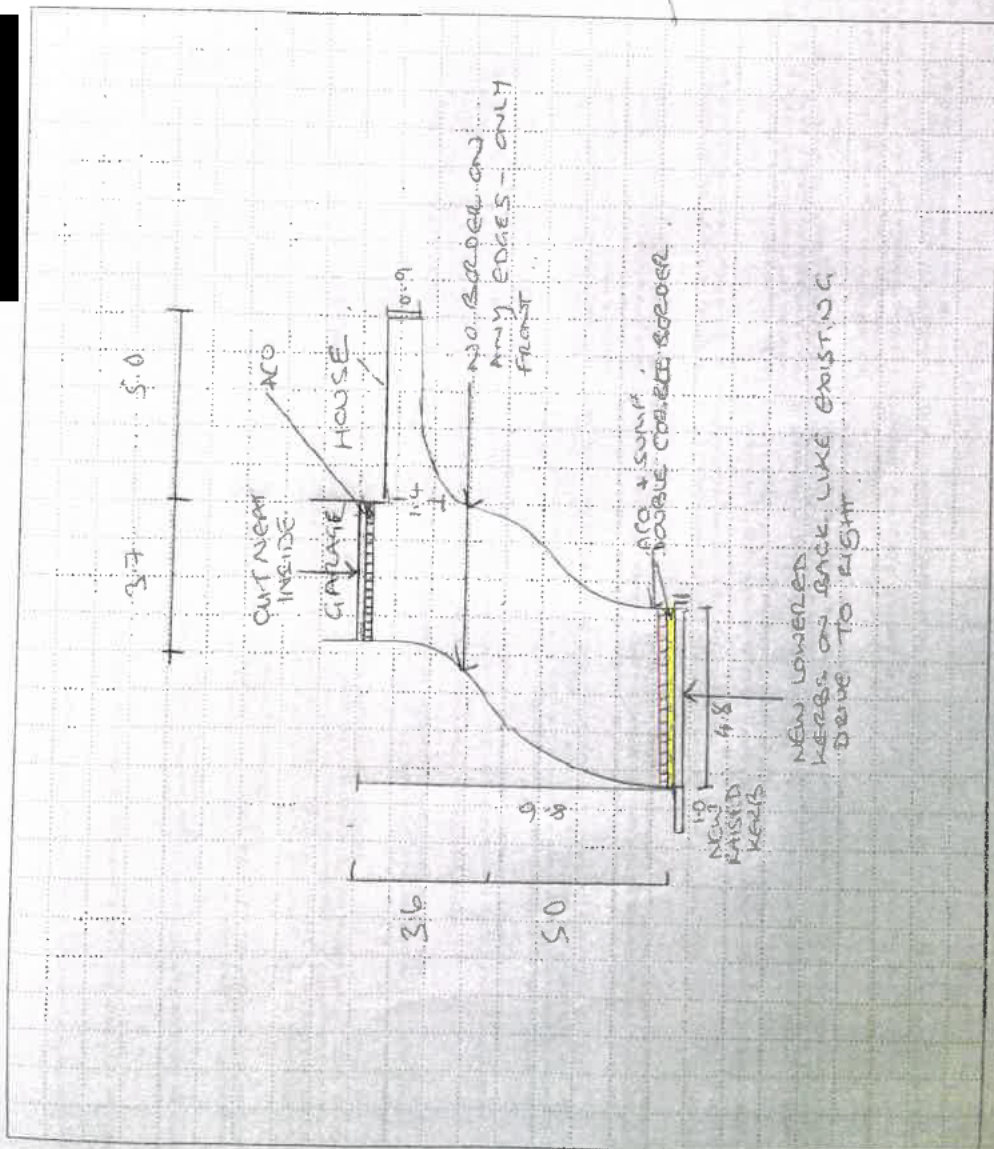 3.7
5.0
CUT NEAT
INSIDE
GARAGE
HOUSE
ACO
0.9
1.4
NO BORDER ON
ANY EDGES - ONLY
FRONT
3.6
5.0
ACO + SUMP
DOUBLE COBBLE BORDER
4.8
1.0
NEW
RAISED
KERB
NEW LOWERED
KERBS ON BACK LIKE EXISTING
DRIVE TO RIGHT